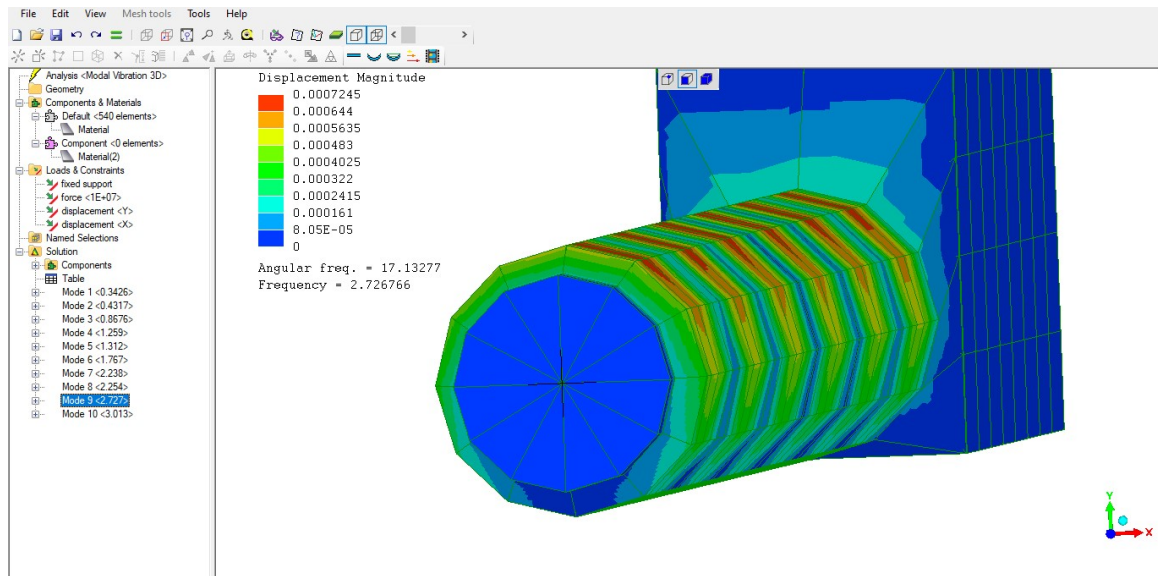 File Edit View Mesh tools Tools Help
Analysis <Modal Vibration 3D>
Geometry
Components & Materials
Default <540 elements>
Material
Component <0 elements>
Material(2)
Loads & Constraints
fixed support
force <1E+07>
displacement <Y>
displacement <X>
Named Selections
Solution
Components
Table
Mode 1 <0.3426>
Mode 2 <0.4317>
Mode 3 <0.8676>
Mode 4 <1.259>
Mode 5 <1.312>
Mode 6 <1.767>
Mode 7 <2.238>
Mode 8 <2.254>
Mode 9 <2.727>
Mode 10 <3.013>
Displacement Magnitude
0.0007245
0.000644
0.0005635
0.000483
0.0004025
0.000322
0.0002415
0.000161
8.05E-05
0
Angular freq. = 17.13277
Frequency = 2.726766
Y
X